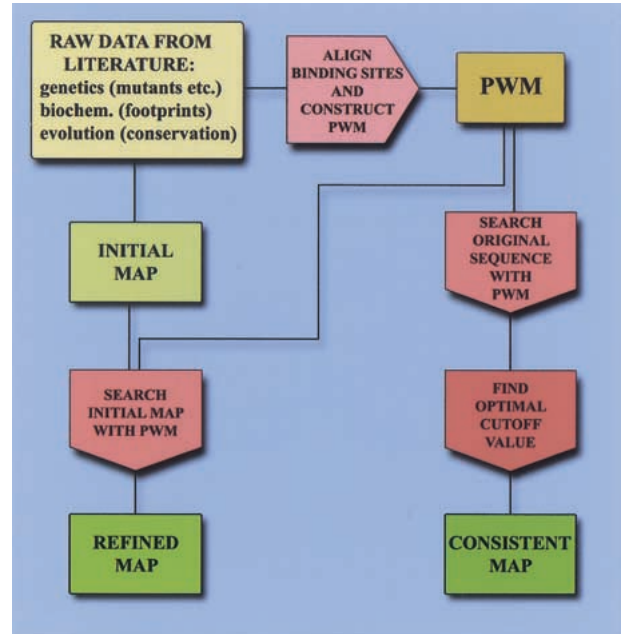 RAW DATA FROM
LITERATURE:
genetics (mutants etc.)
biochem. (footprints)
evolution (conservation)
ALIGN
BINDING SITES
AND
CONSTRUCT
PWM
PWM
INITIAL
MAP
SEARCH
ORIGINAL
SEQUENCE
WITH
PWM
SEARCH
INITIAL MAP
WITH PWM
FIND
OPTIMAL
CUTOFF
VALUE
REFINED
MAP
CONSISTENT
MAP